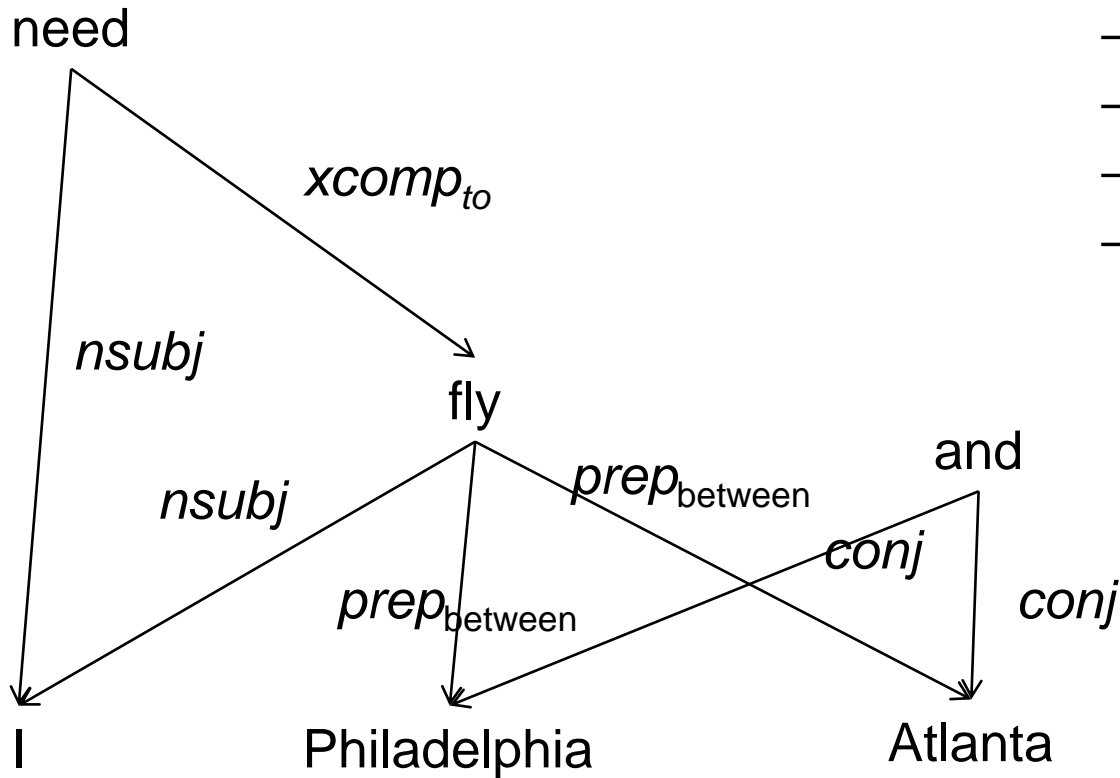 need
–
–
xcomp_to
–
–
nsubj
fly
and
nsubj
prep_between
conj
prep_between
conj
I
Philadelphia
Atlanta